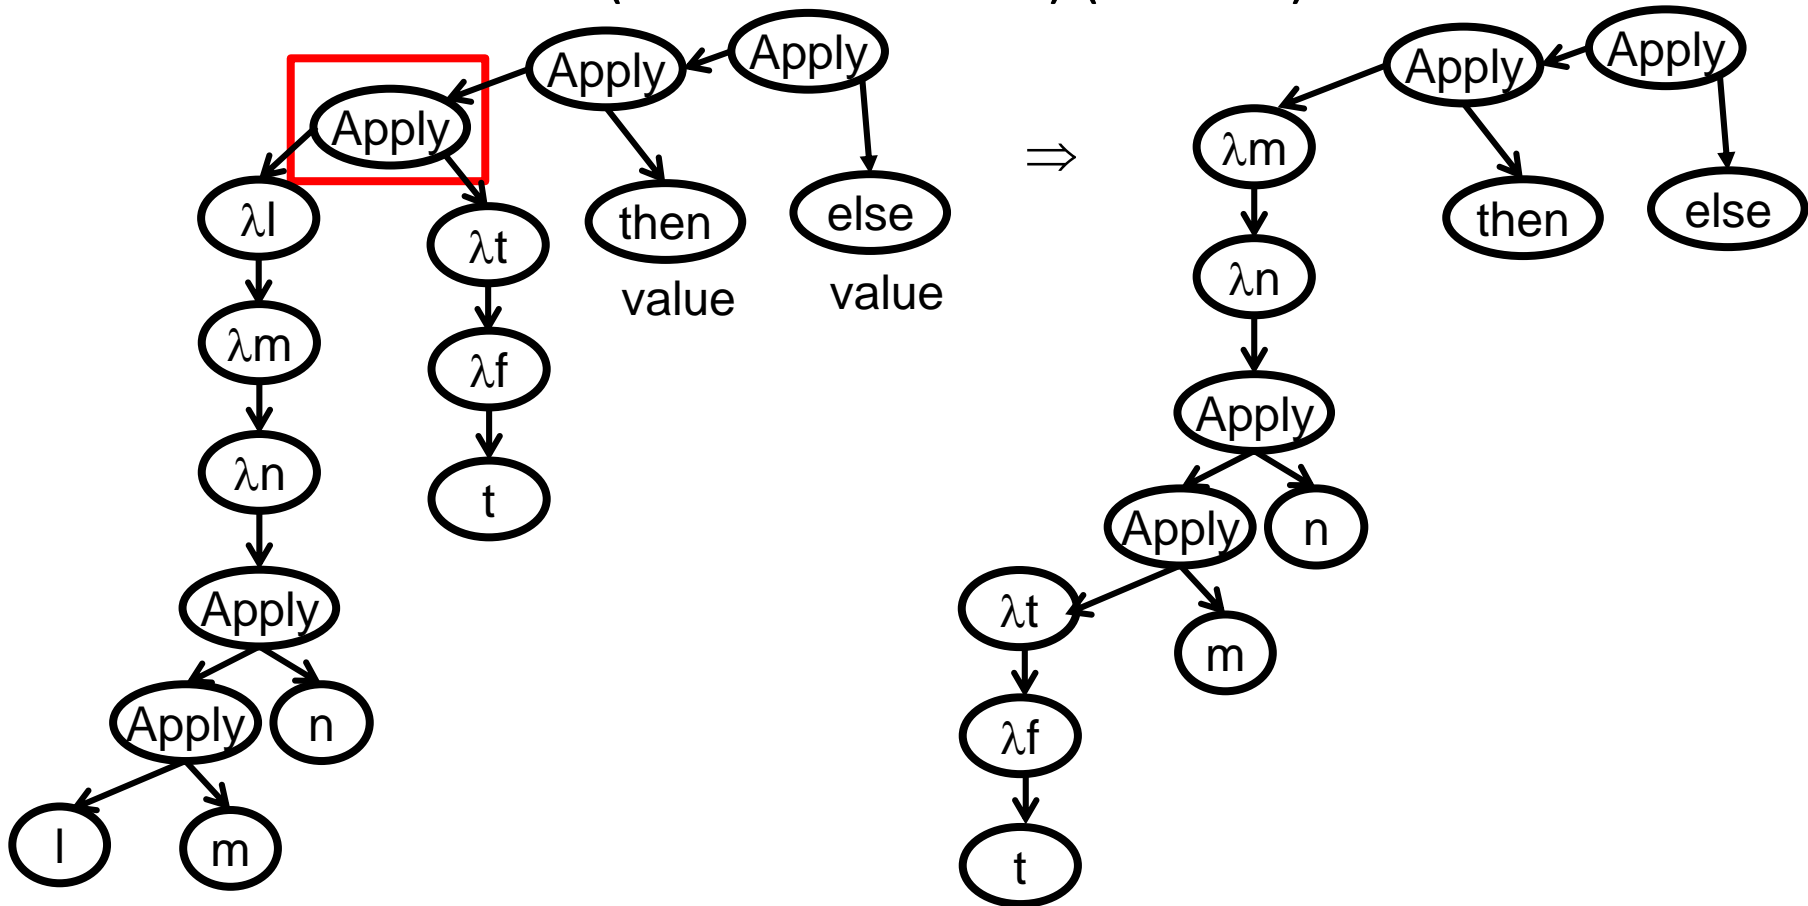 Apply
Apply
Apply
λl
λt
then
else
value
value
λm
λf
λn
t
Apply
Apply
n
l
m
⇒
Apply
Apply
λm
then
else
λn
Apply
Apply
n
λt
m
λf
t